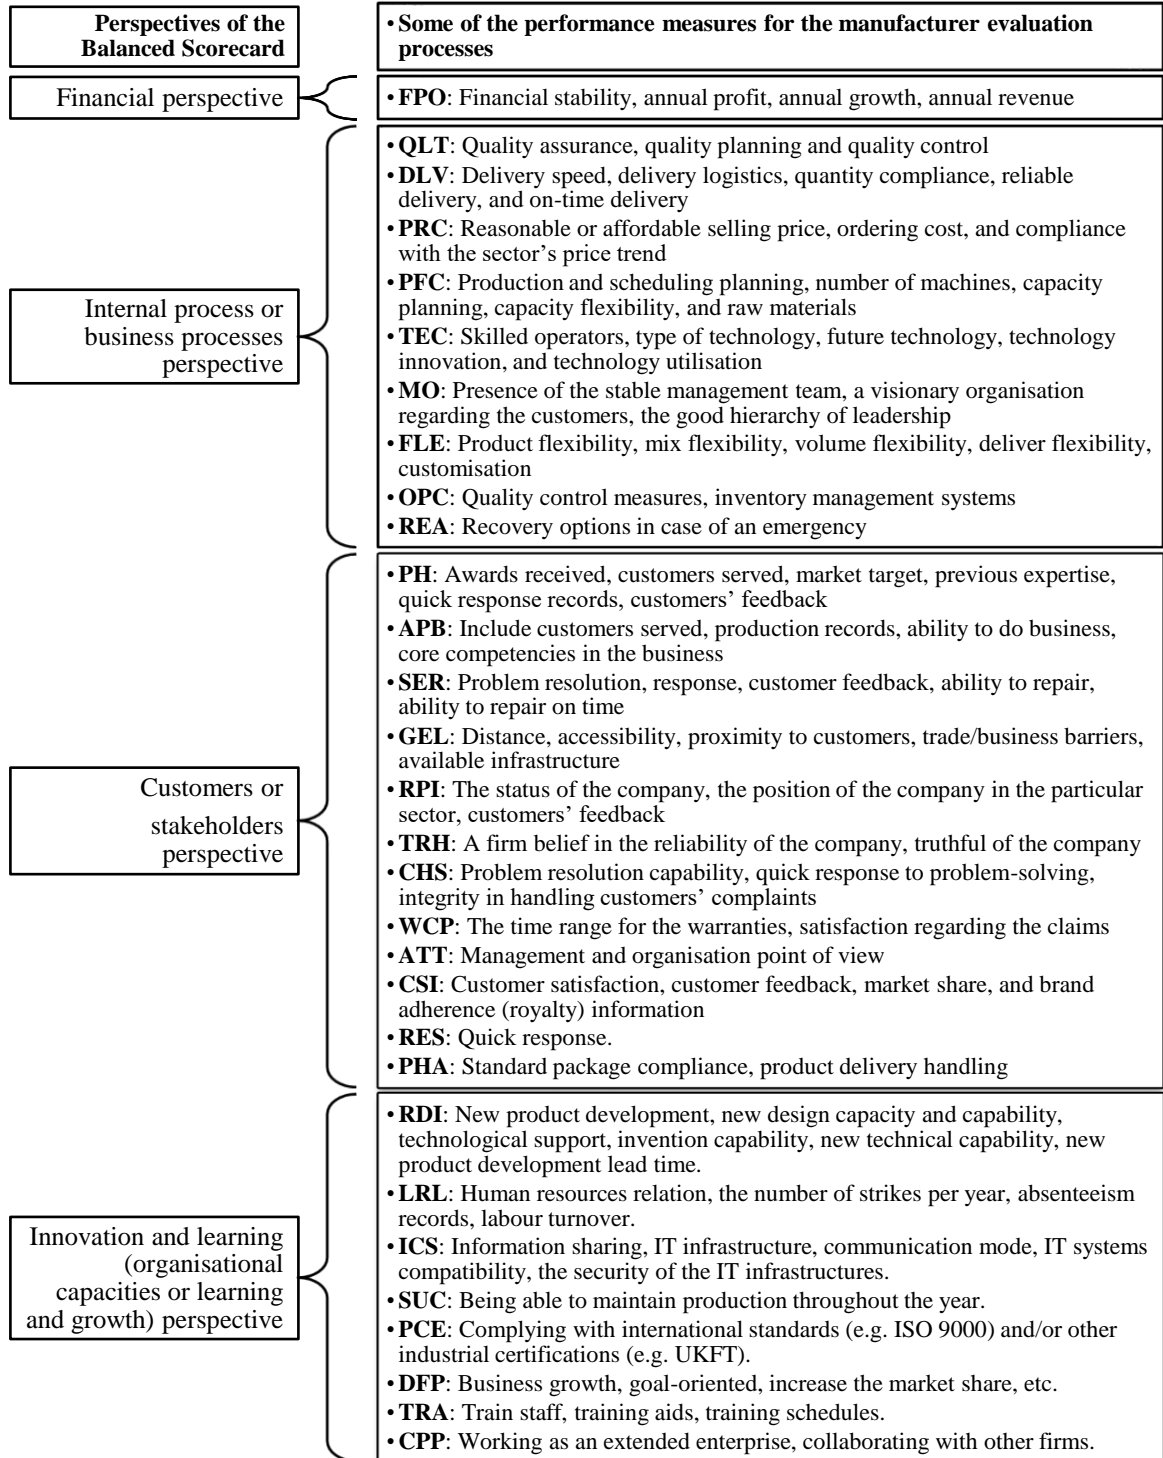 Perspectives of the
Balanced Scorecard
• Some of the performance measures for the manufacturer evaluation
processes
Financial perspective
• FPO: Financial stability, annual profit, annual growth, annual revenue
Internal process or
business processes
perspective
• QLT: Quality assurance, quality planning and quality control
• DLV: Delivery speed, delivery logistics, quantity compliance, reliable
delivery, and on-time delivery
• PRC: Reasonable or affordable selling price, ordering cost, and compliance
with the sector’s price trend
• PFC: Production and scheduling planning, number of machines, capacity
planning, capacity flexibility, and raw materials
• TEC: Skilled operators, type of technology, future technology, technology
innovation, and technology utilisation
• MO: Presence of the stable management team, a visionary organisation
regarding the customers, the good hierarchy of leadership
• FLE: Product flexibility, mix flexibility, volume flexibility, deliver flexibility,
customisation
• OPC: Quality control measures, inventory management systems
• REA: Recovery options in case of an emergency
Customers or
stakeholders
perspective
• PH: Awards received, customers served, market target, previous expertise,
quick response records, customers’ feedback
• APB: Include customers served, production records, ability to do business,
core competencies in the business
• SER: Problem resolution, response, customer feedback, ability to repair,
ability to repair on time
• GEL: Distance, accessibility, proximity to customers, trade/business barriers,
available infrastructure
• RPI: The status of the company, the position of the company in the particular
sector, customers’ feedback
• TRH: A firm belief in the reliability of the company, truthful of the company
• CHS: Problem resolution capability, quick response to problem-solving,
integrity in handling customers’ complaints
• WCP: The time range for the warranties, satisfaction regarding the claims
• ATT: Management and organisation point of view
• CSI: Customer satisfaction, customer feedback, market share, and brand
adherence (royalty) information
• RES: Quick response.
• PHA: Standard package compliance, product delivery handling
Innovation and learning
(organisational
capacities or learning
and growth) perspective
• RDI: New product development, new design capacity and capability,
technological support, invention capability, new technical capability, new
product development lead time.
• LRL: Human resources relation, the number of strikes per year, absenteeism
records, labour turnover.
• ICS: Information sharing, IT infrastructure, communication mode, IT systems
compatibility, the security of the IT infrastructures.
• SUC: Being able to maintain production throughout the year.
• PCE: Complying with international standards (e.g. ISO 9000) and/or other
industrial certifications (e.g. UKFT).
• DFP: Business growth, goal-oriented, increase the market share, etc.
• TRA: Train staff, training aids, training schedules.
• CPP: Working as an extended enterprise, collaborating with other firms.